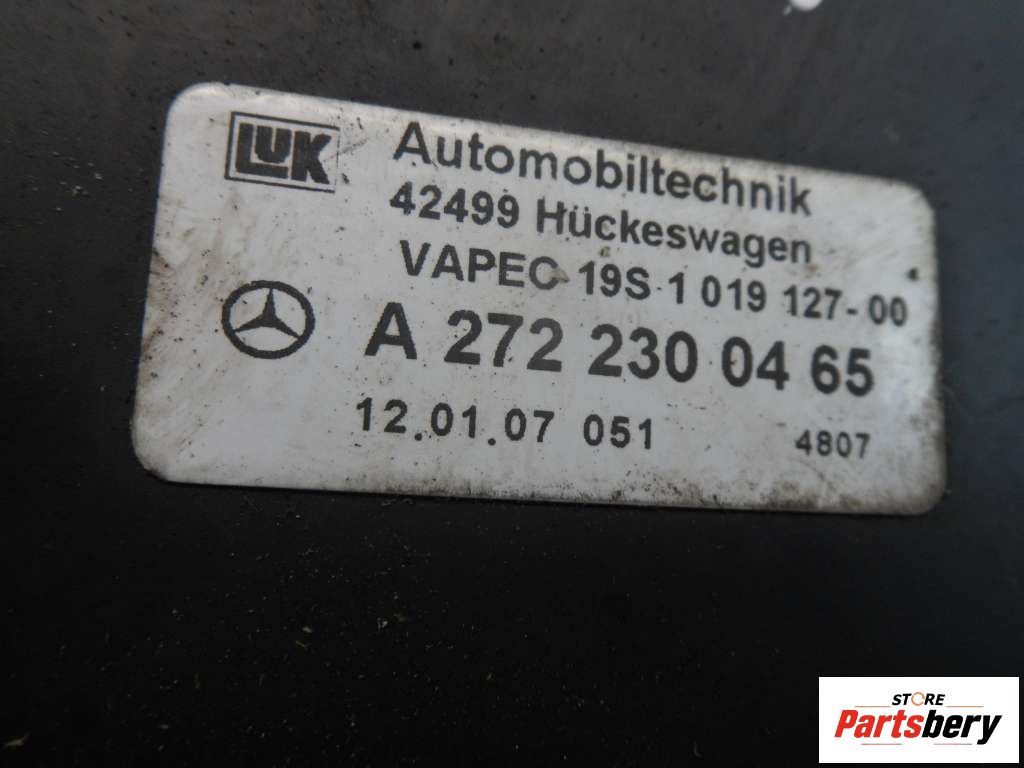 LUK
Automobiltechnik
42499 Hückeswagen
VAPEC 19S 1 019 127-00
A 272 230 04 65
12.01.07 051 4807
STORE
Partsbery